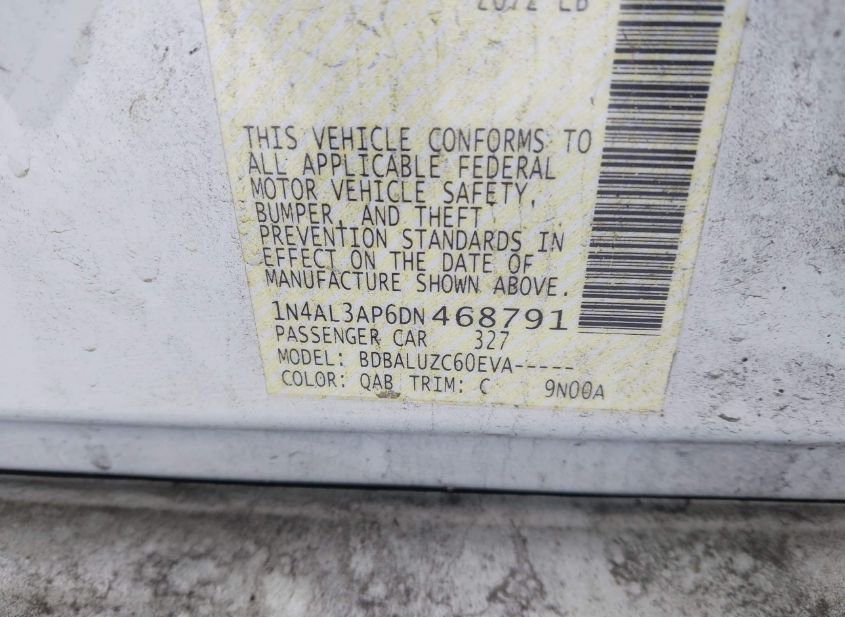 THIS VEHICLE CONFORMS TO
ALL APPLICABLE FEDERAL
MOTOR VEHICLE SAFETY,
BUMPER, AND THEFT
PREVENTION STANDARDS IN
EFFECT ON THE DATE OF
MANUFACTURE SHOWN ABOVE.
1N4AL3AP6DN468791
PASSENGER CAR 327
MODEL: BDBALUZC60EVA-----
COLOR: QAB TRIM: C 9N00A